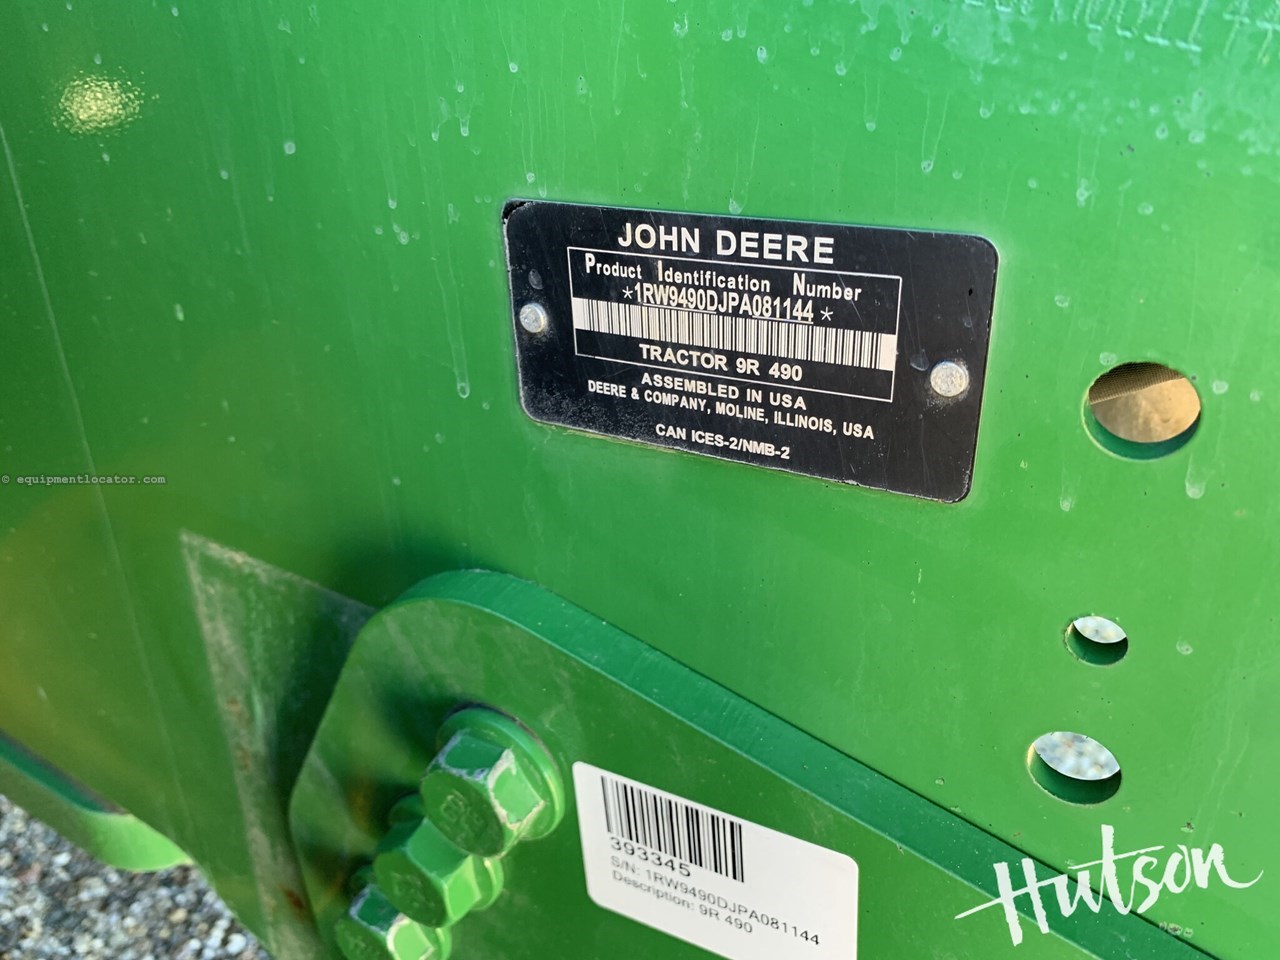 JOHN DEERE
Product Identification Number
*1RW9490DJPA081144*
TRACTOR 9R 490
ASSEMBLED IN USA
DEERE & COMPANY, MOLINE, ILLINOIS, USA
CAN ICES-2/NMB-2
© equipmentlocator.com
393345
S/N: 1RW9490DJPA081144
Description: 9R 490
Hutson